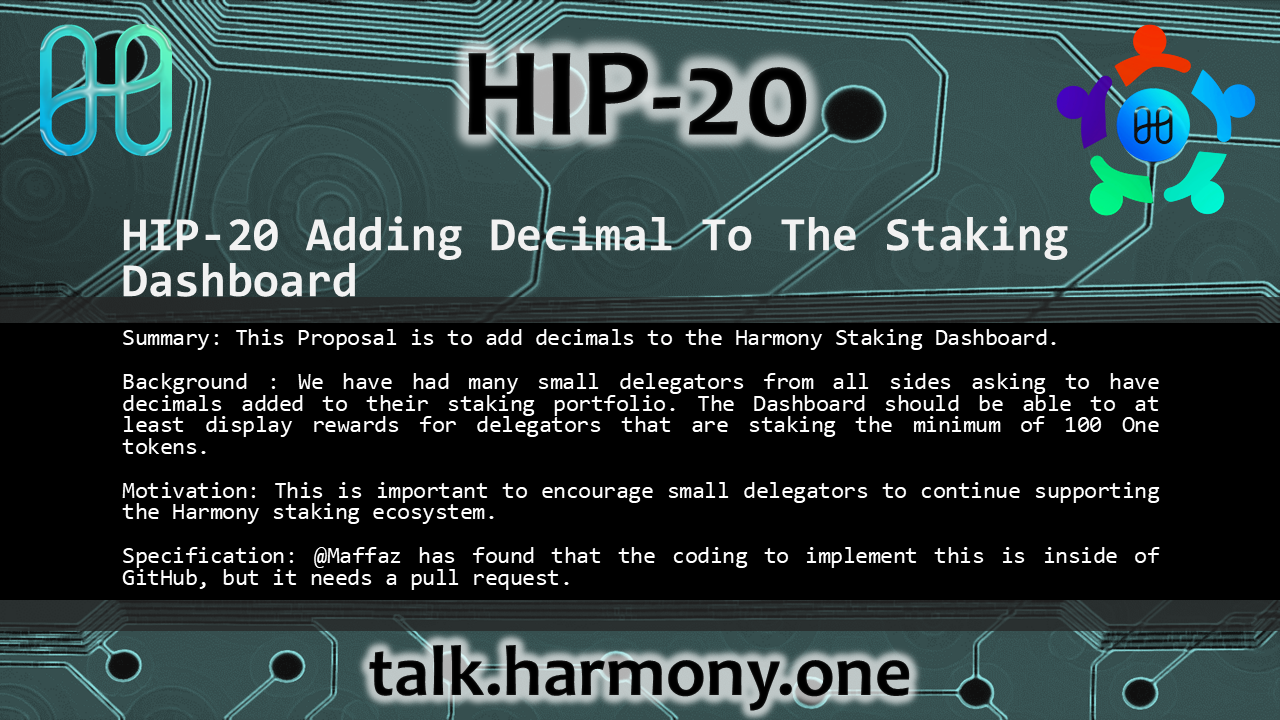 HIP-20
HIP-20 Adding Decimal To The Staking
Dashboard
Summary: This Proposal is to add decimals to the Harmony Staking Dashboard.
Background : We have had many small delegators from all sides asking to have
decimals added to their staking portfolio. The Dashboard should be able to at
least display rewards for delegators that are staking the minimum of 100 One
tokens.
Motivation: This is important to encourage small delegators to continue supporting
the Harmony staking ecosystem.
Specification: @Maffaz has found that the coding to implement this is inside of
GitHub, but it needs a pull request.
talk.harmony.one